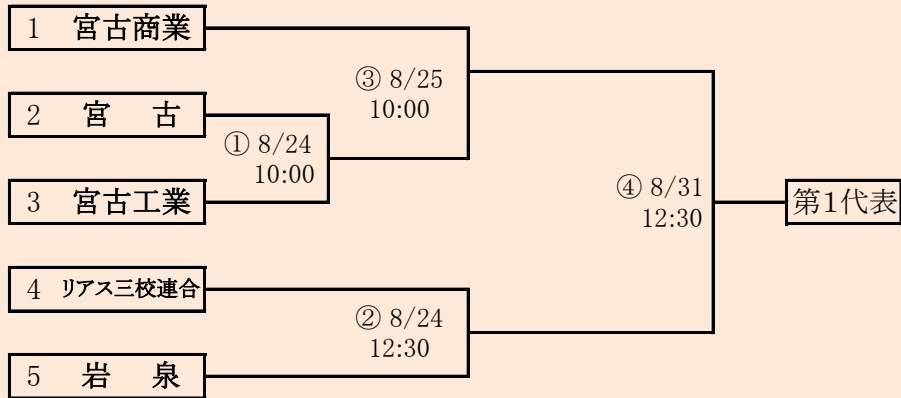 1 宮古商業
③ 8/25
10:00
2 宮 古
① 8/24
10:00
3 宮古工業
④ 8/31
12:30
第1代表
4 リアス三校連合
② 8/24
12:30
5 岩 泉